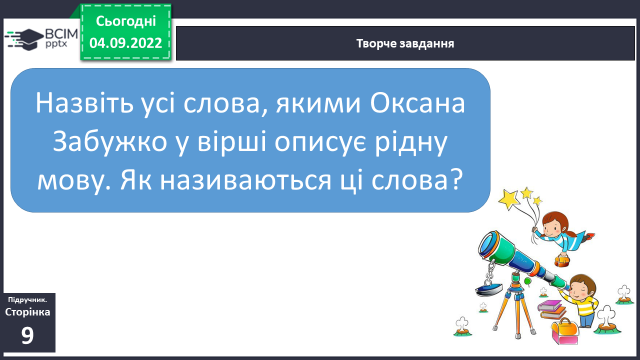 Сьогодні
04.09.2022
BCIM
pptx
Творче завдання
Назвіть усі слова, якими Оксана
Забужко у вірші описує рідну
мову. Як називаються ці слова?
Підручник.
Сторінка
9